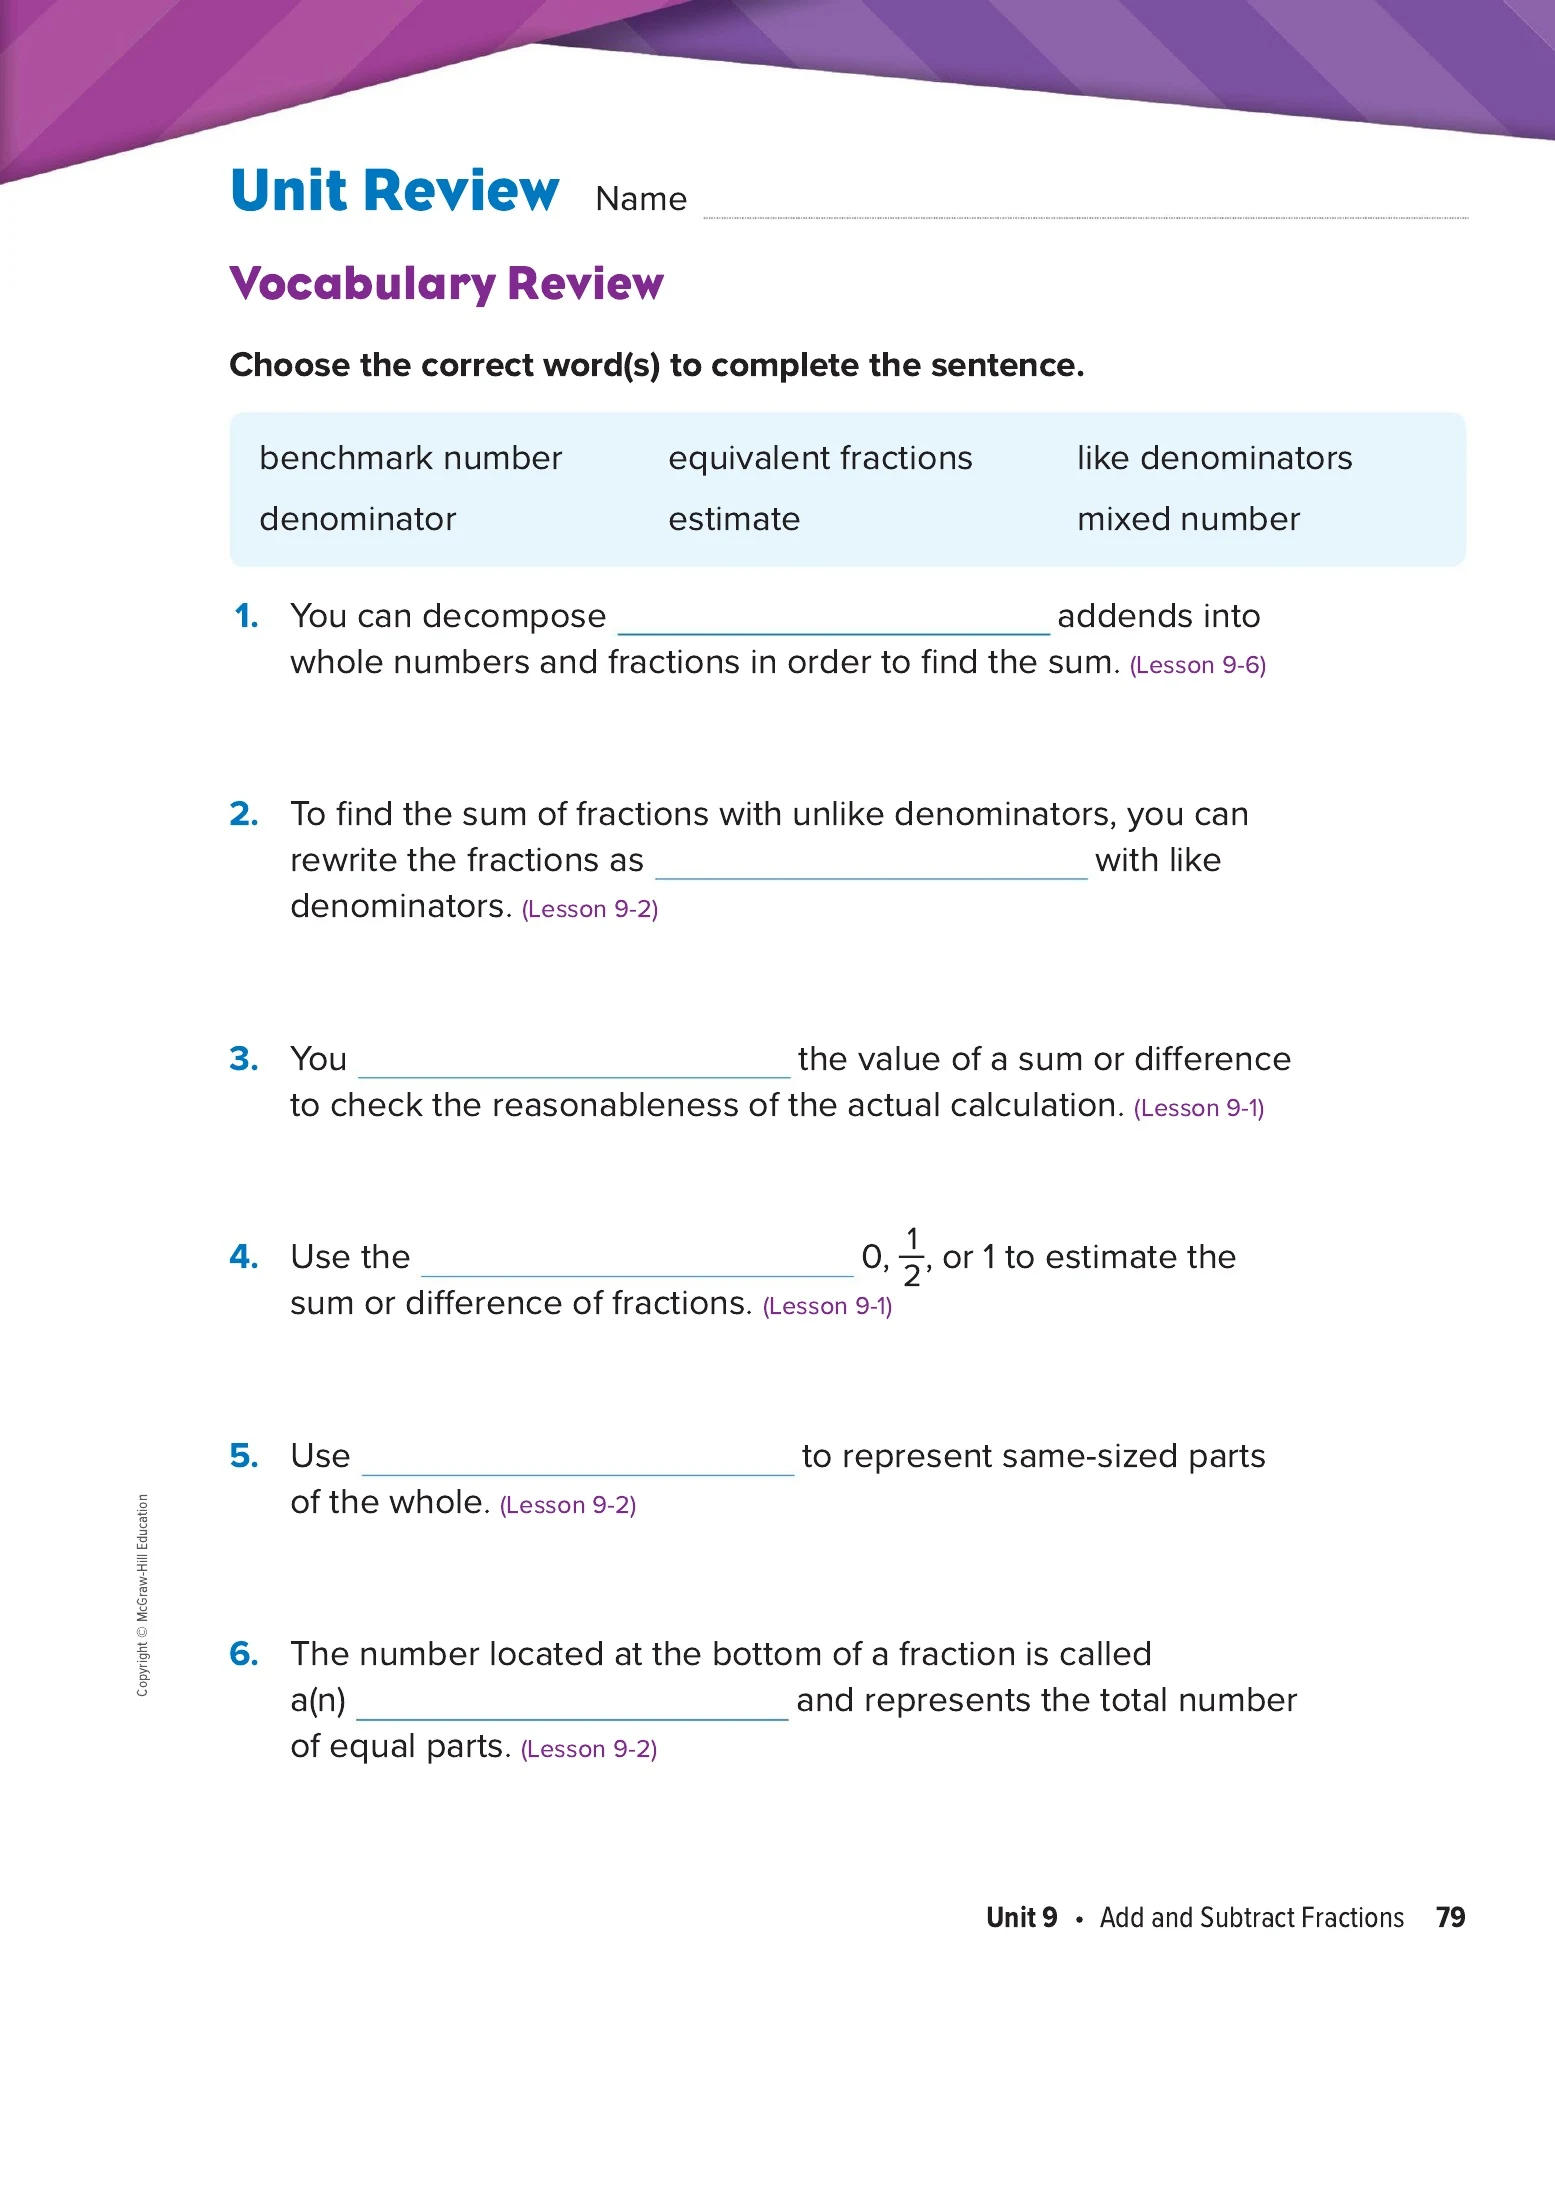 Unit Review Name
Vocabulary Review
Choose the correct word(s) to complete the sentence.
benchmark number equivalent fractions like denominators
denominator estimate mixed number
1. You can decompose ____ addends into
whole numbers and fractions in order to find the sum. (Lesson 9-6)
2. To find the sum of fractions with unlike denominators, you can
rewrite the fractions as ____ with like
denominators. (Lesson 9-2)
3. You ____ the value of a sum or difference
to check the reasonableness of the actual calculation. (Lesson 9-1)
4. Use the ____ 0, 1/2, or 1 to estimate the
sum or difference of fractions. (Lesson 9-1)
5. Use ____ to represent same-sized parts
of the whole. (Lesson 9-2)
6. The number located at the bottom of a fraction is called
a(n) ____ and represents the total number
of equal parts. (Lesson 9-2)
Copyright © McGraw-Hill Education
Unit 9 • Add and Subtract Fractions 79